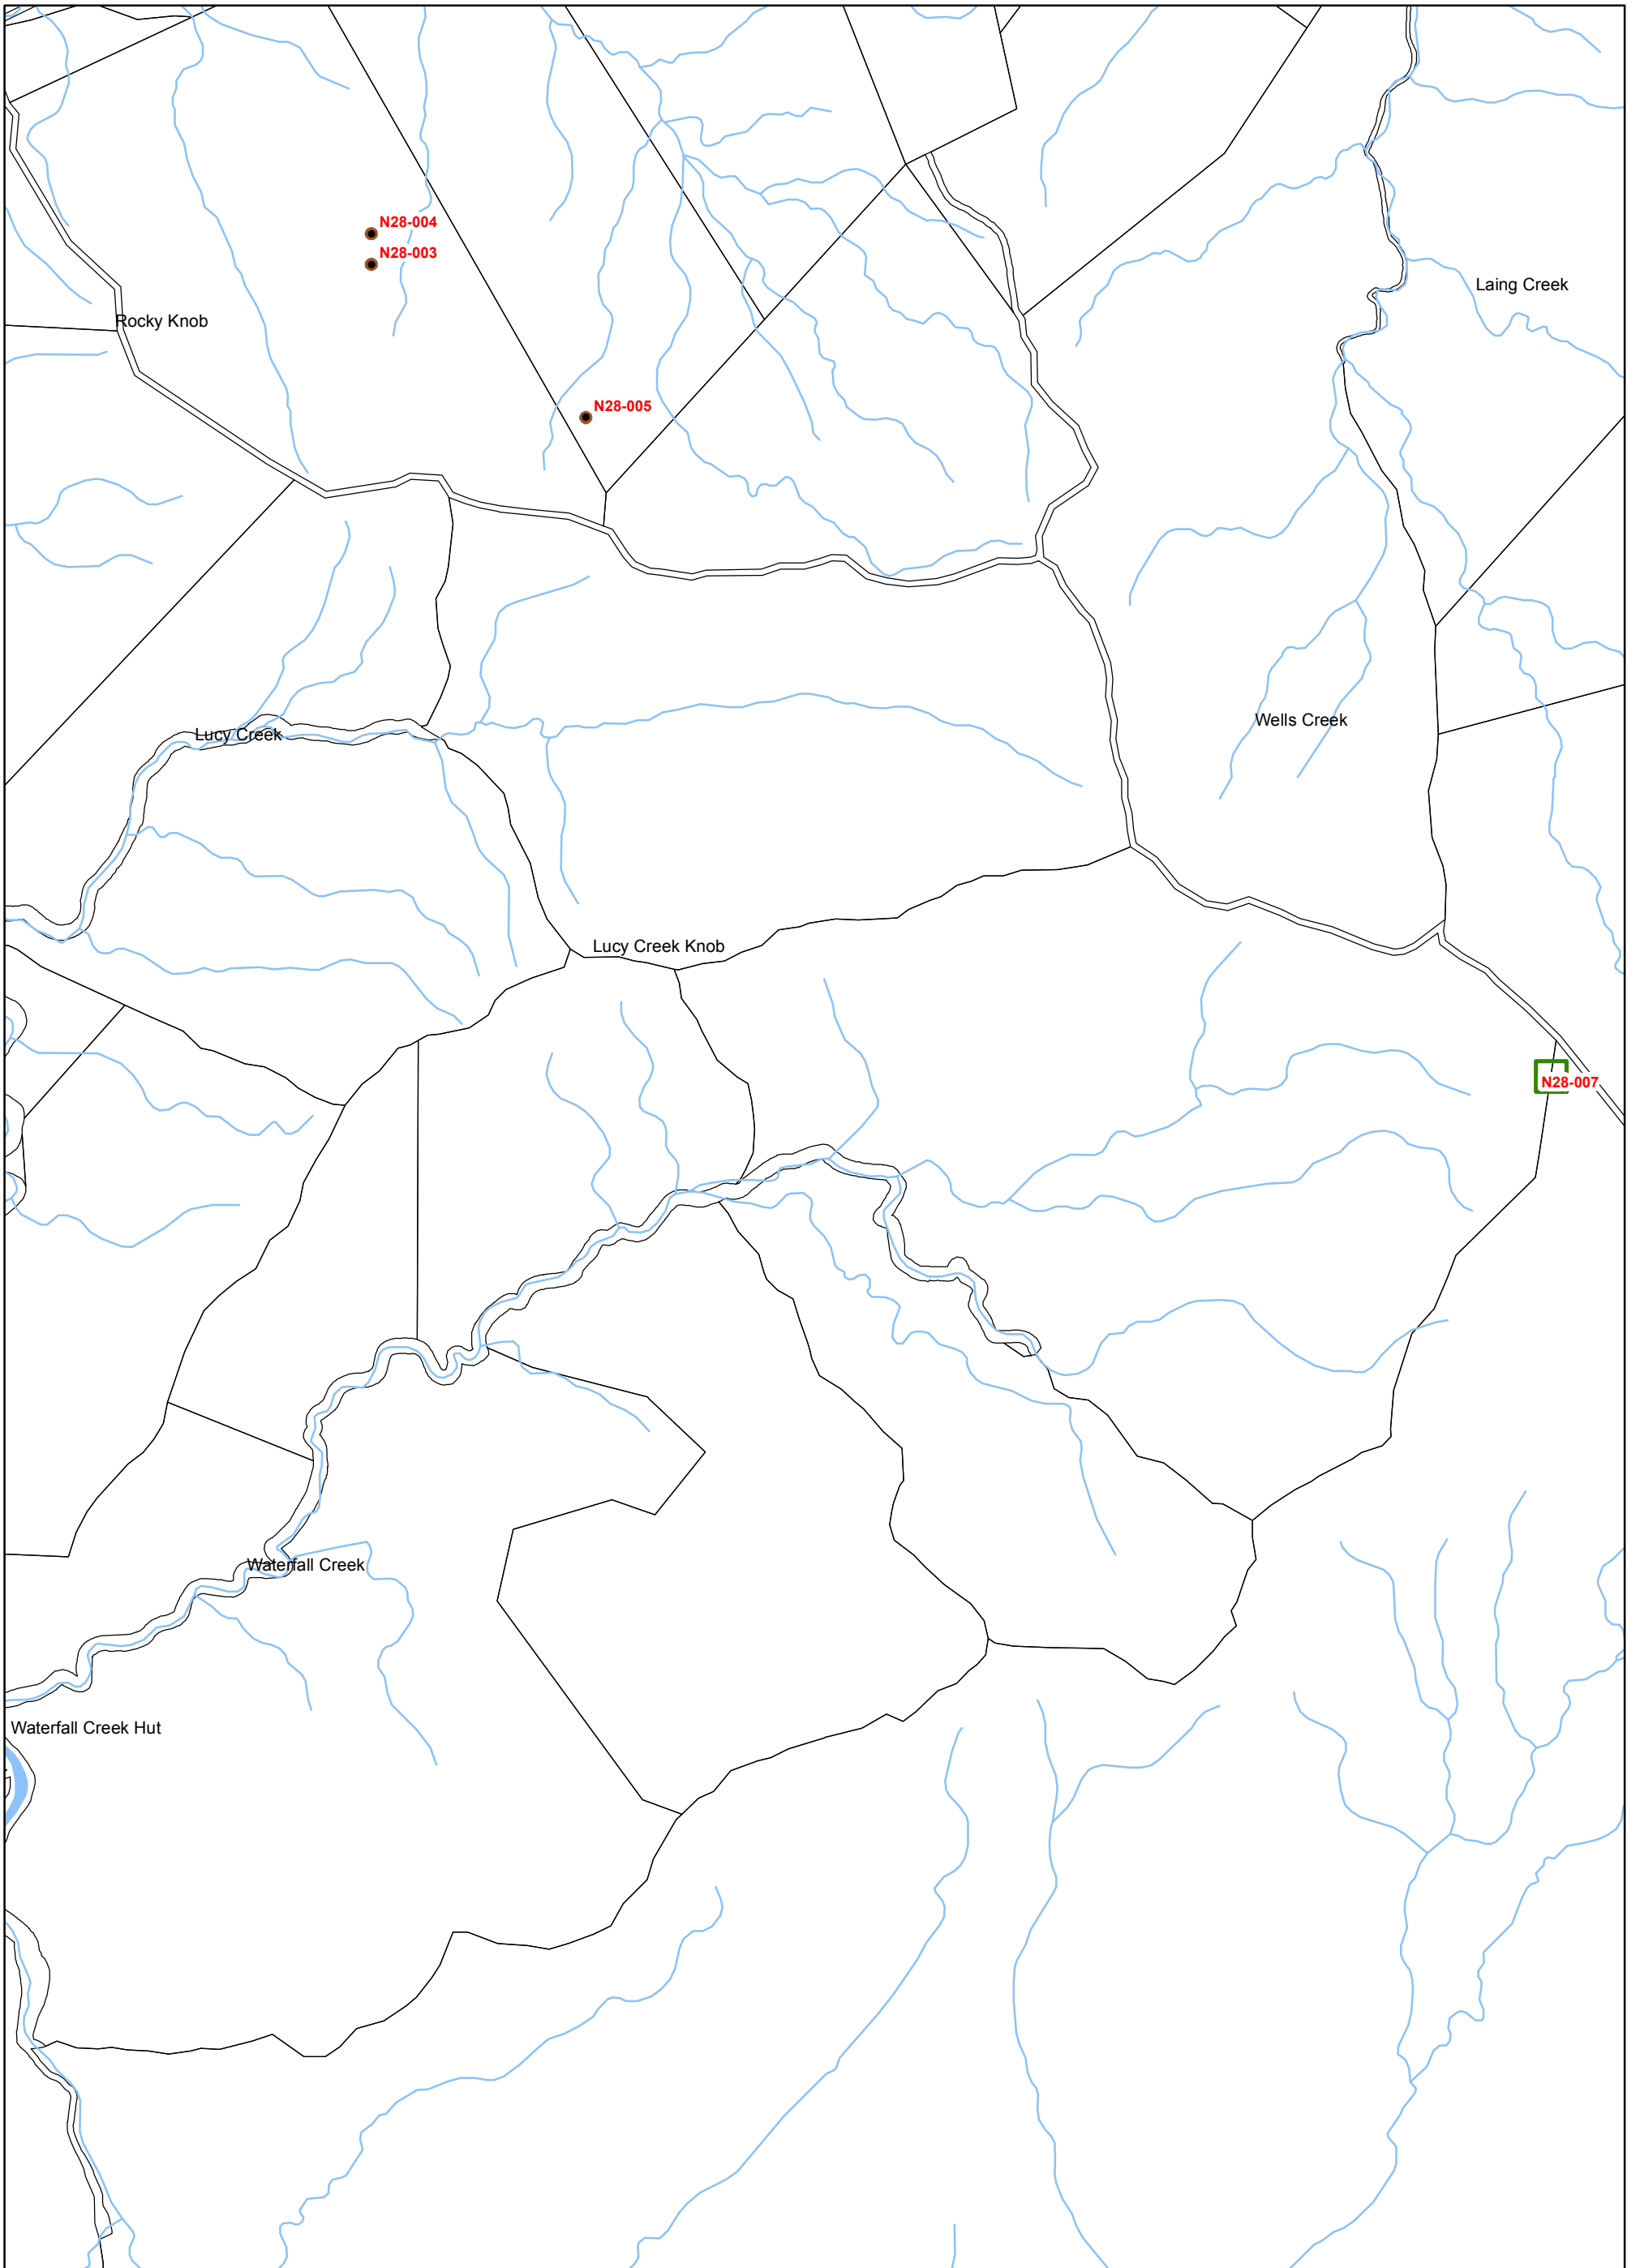 N28-004
N28-003
Laing Creek
Rocky Knob
N28-005
Wells Creek
Lucy Creek
Lucy Creek Knob
N28-007
Waterfall Creek
Waterfall Creek Hut